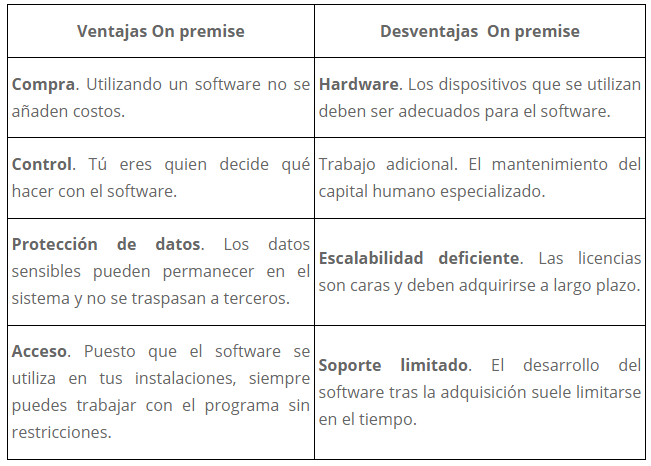 Ventajas On premise
Desventajas On premise
Compra. Utilizando un software no se
añaden costos.
Hardware. Los dispositivos que se utilizan
deben ser adecuados para el software.
Control. Tú eres quien decide qué
hacer con el software.
Trabajo adicional. El mantenimiento del
capital humano especializado.
Protección de datos. Los datos
sensibles pueden permanecer en el
sistema y no se traspasan a terceros.
Escalabilidad deficiente. Las licencias
son caras y deben adquirirse a largo plazo.
Acceso. Puesto que el software se
utiliza en tus instalaciones, siempre
puedes trabajar con el programa sin
restricciones.
Soporte limitado. El desarrollo del
software tras la adquisición suele limitarse
en el tiempo.